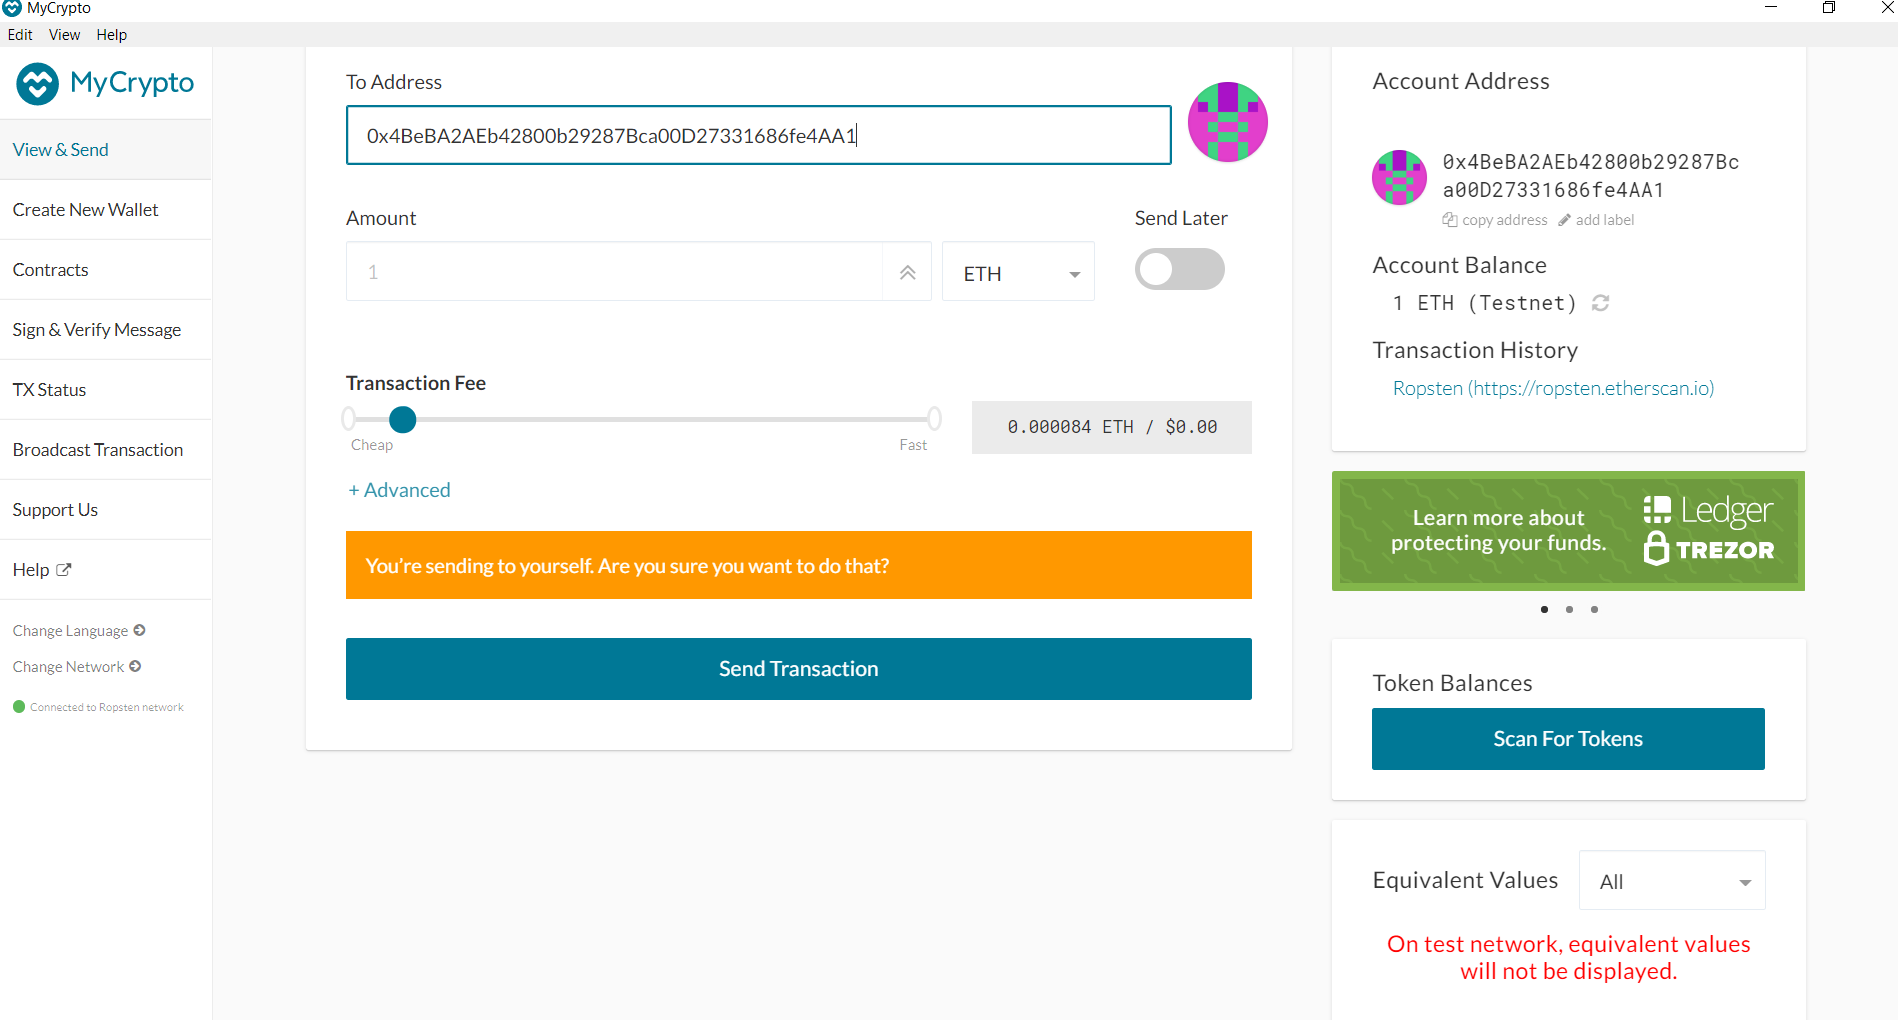 MyCrypto
Edit View Help
MyCrypto
View & Send
Create New Wallet
Contracts
Sign & Verify Message
TX Status
Broadcast Transaction
Support Us
Help
Change Language
Change Network
Connected to Ropsten network
To Address
0x4BeBA2AEb42800b29287Bca00D27331686fe4AA1
Amount
Send Later
1
ETH
Transaction Fee
Cheap
Fast
0.000084 ETH / $0.00
+ Advanced
You're sending to yourself. Are you sure you want to do that?
Send Transaction
Account Address
0x4BeBA2AEb42800b29287Bc
a00D27331686fe4AA1
copy address
add label
Account Balance
1 ETH (Testnet)
Transaction History
Ropsten (https://ropsten.etherscan.io)
Learn more about
protecting your funds.
Ledger
TREZOR
Token Balances
Scan For Tokens
Equivalent Values
All
On test network, equivalent values
will not be displayed.